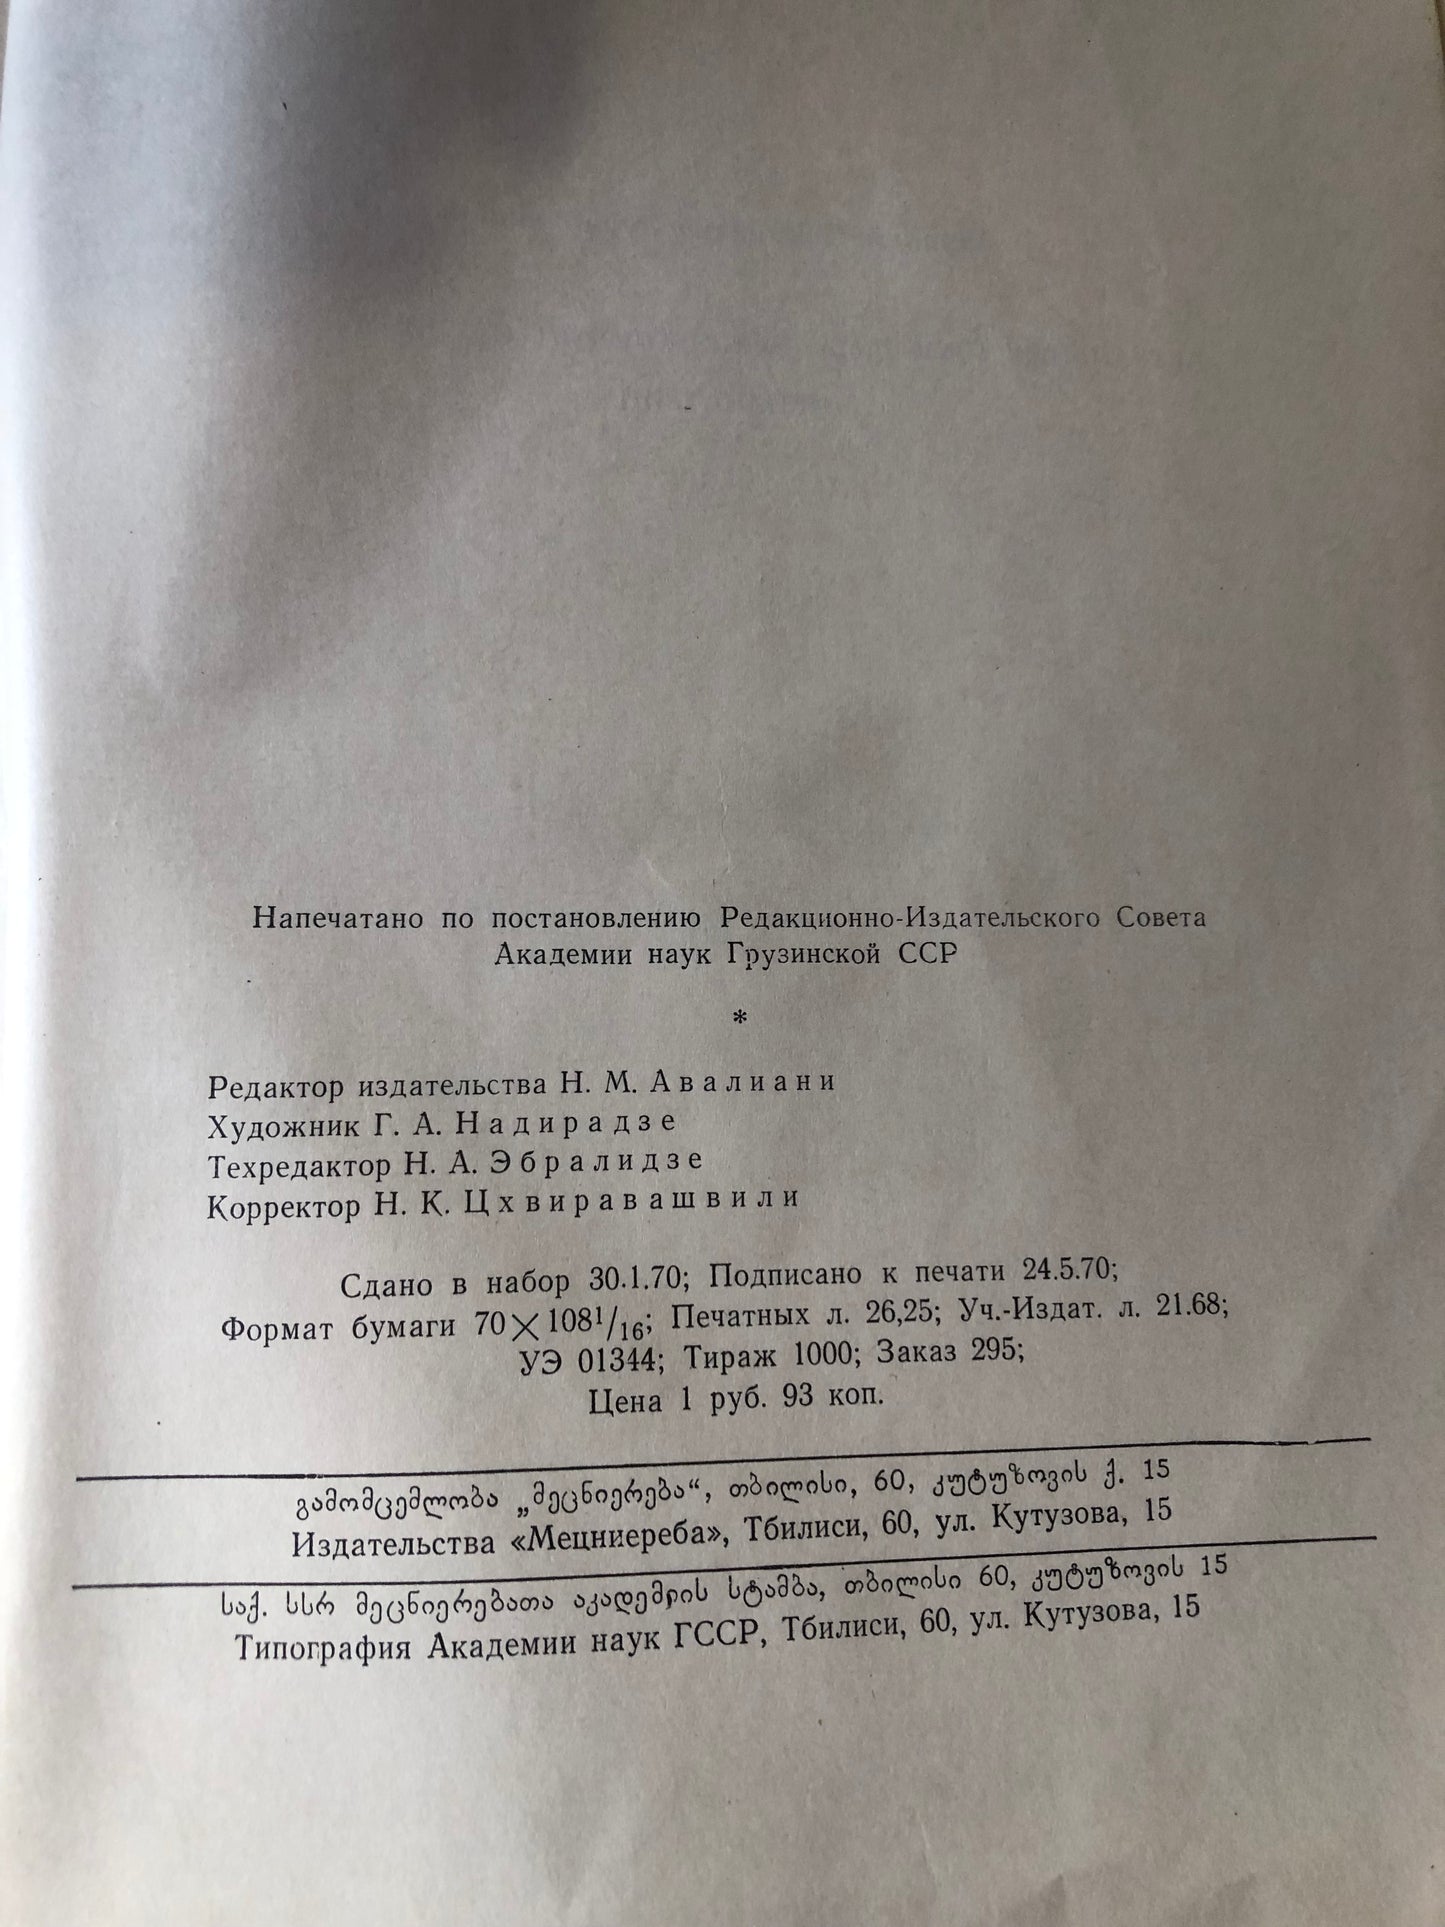 Напечатано по постановлению Редакционно-Издательского Совета
Академии наук Грузинской ССР
*
Редактор издательства Н. М. Авалиани
Художник Г. А. Надирадзе
Техредактор Н. А. Эбралидзе
Корректор Н. К. Цхviравашвили
Сдано в набор 30.1.70; Подписано к печати 24.5.70;
Формат бумаги 70×108¹/₁₆; Печатных л. 26,25; Уч.-Издат. л. 21.68;
УЭ 01344; Тираж 1000; Заказ 295;
Цена 1 руб. 93 коп.
გამომცემლობა „მეცნიერება“, თბილისი, 60, კუტუზოვის ქ. 15
Издательства «Мецниереба», Тбилиси, 60, ул. Кутузова, 15
საქ. სსრ მეცნიერებათა აკადემიის სტამბა, თბილისი 60, კუტუზოვის 15
Типография Академии наук ГССР, Тбилиси, 60, ул. Кутузова, 15